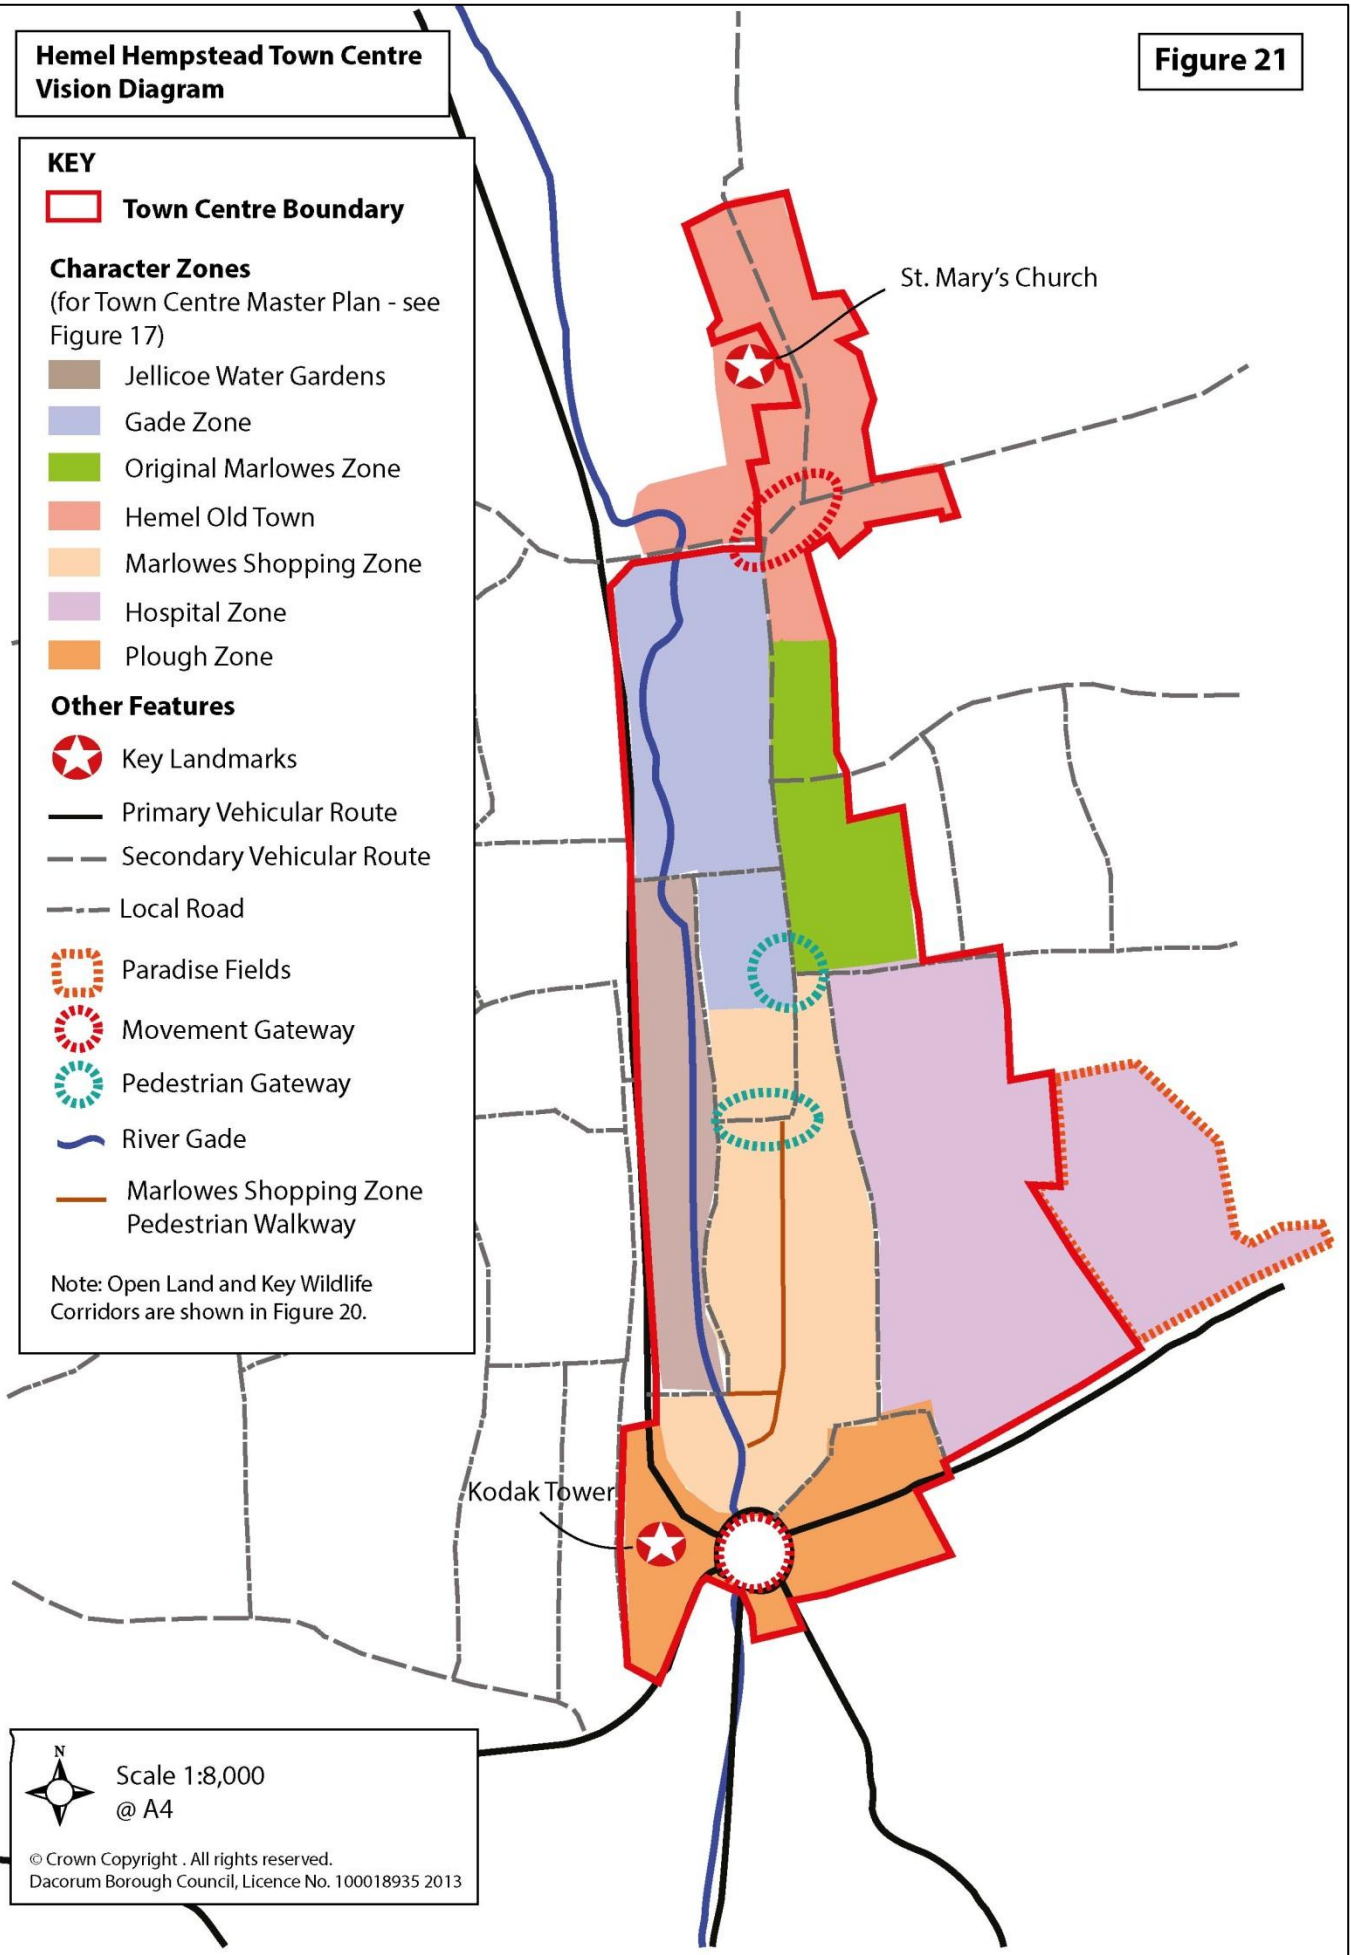 Hemel Hempstead Town Centre
Vision Diagram
Figure 21
KEY
Town Centre Boundary
Character Zones
(for Town Centre Master Plan - see
Figure 17)
Jellicoe Water Gardens
Gade Zone
Original Marlowes Zone
Hemel Old Town
Marlowes Shopping Zone
Hospital Zone
Plough Zone
Other Features
Key Landmarks
Primary Vehicular Route
Secondary Vehicular Route
Local Road
Paradise Fields
Movement Gateway
Pedestrian Gateway
River Gade
Marlowes Shopping Zone
Pedestrian Walkway
Note: Open Land and Key Wildlife
Corridors are shown in Figure 20.
St. Mary's Church
Kodak Tower
N
Scale 1:8,000
@ A4
© Crown Copyright . All rights reserved.
Dacorum Borough Council, Licence No. 100018935 2013